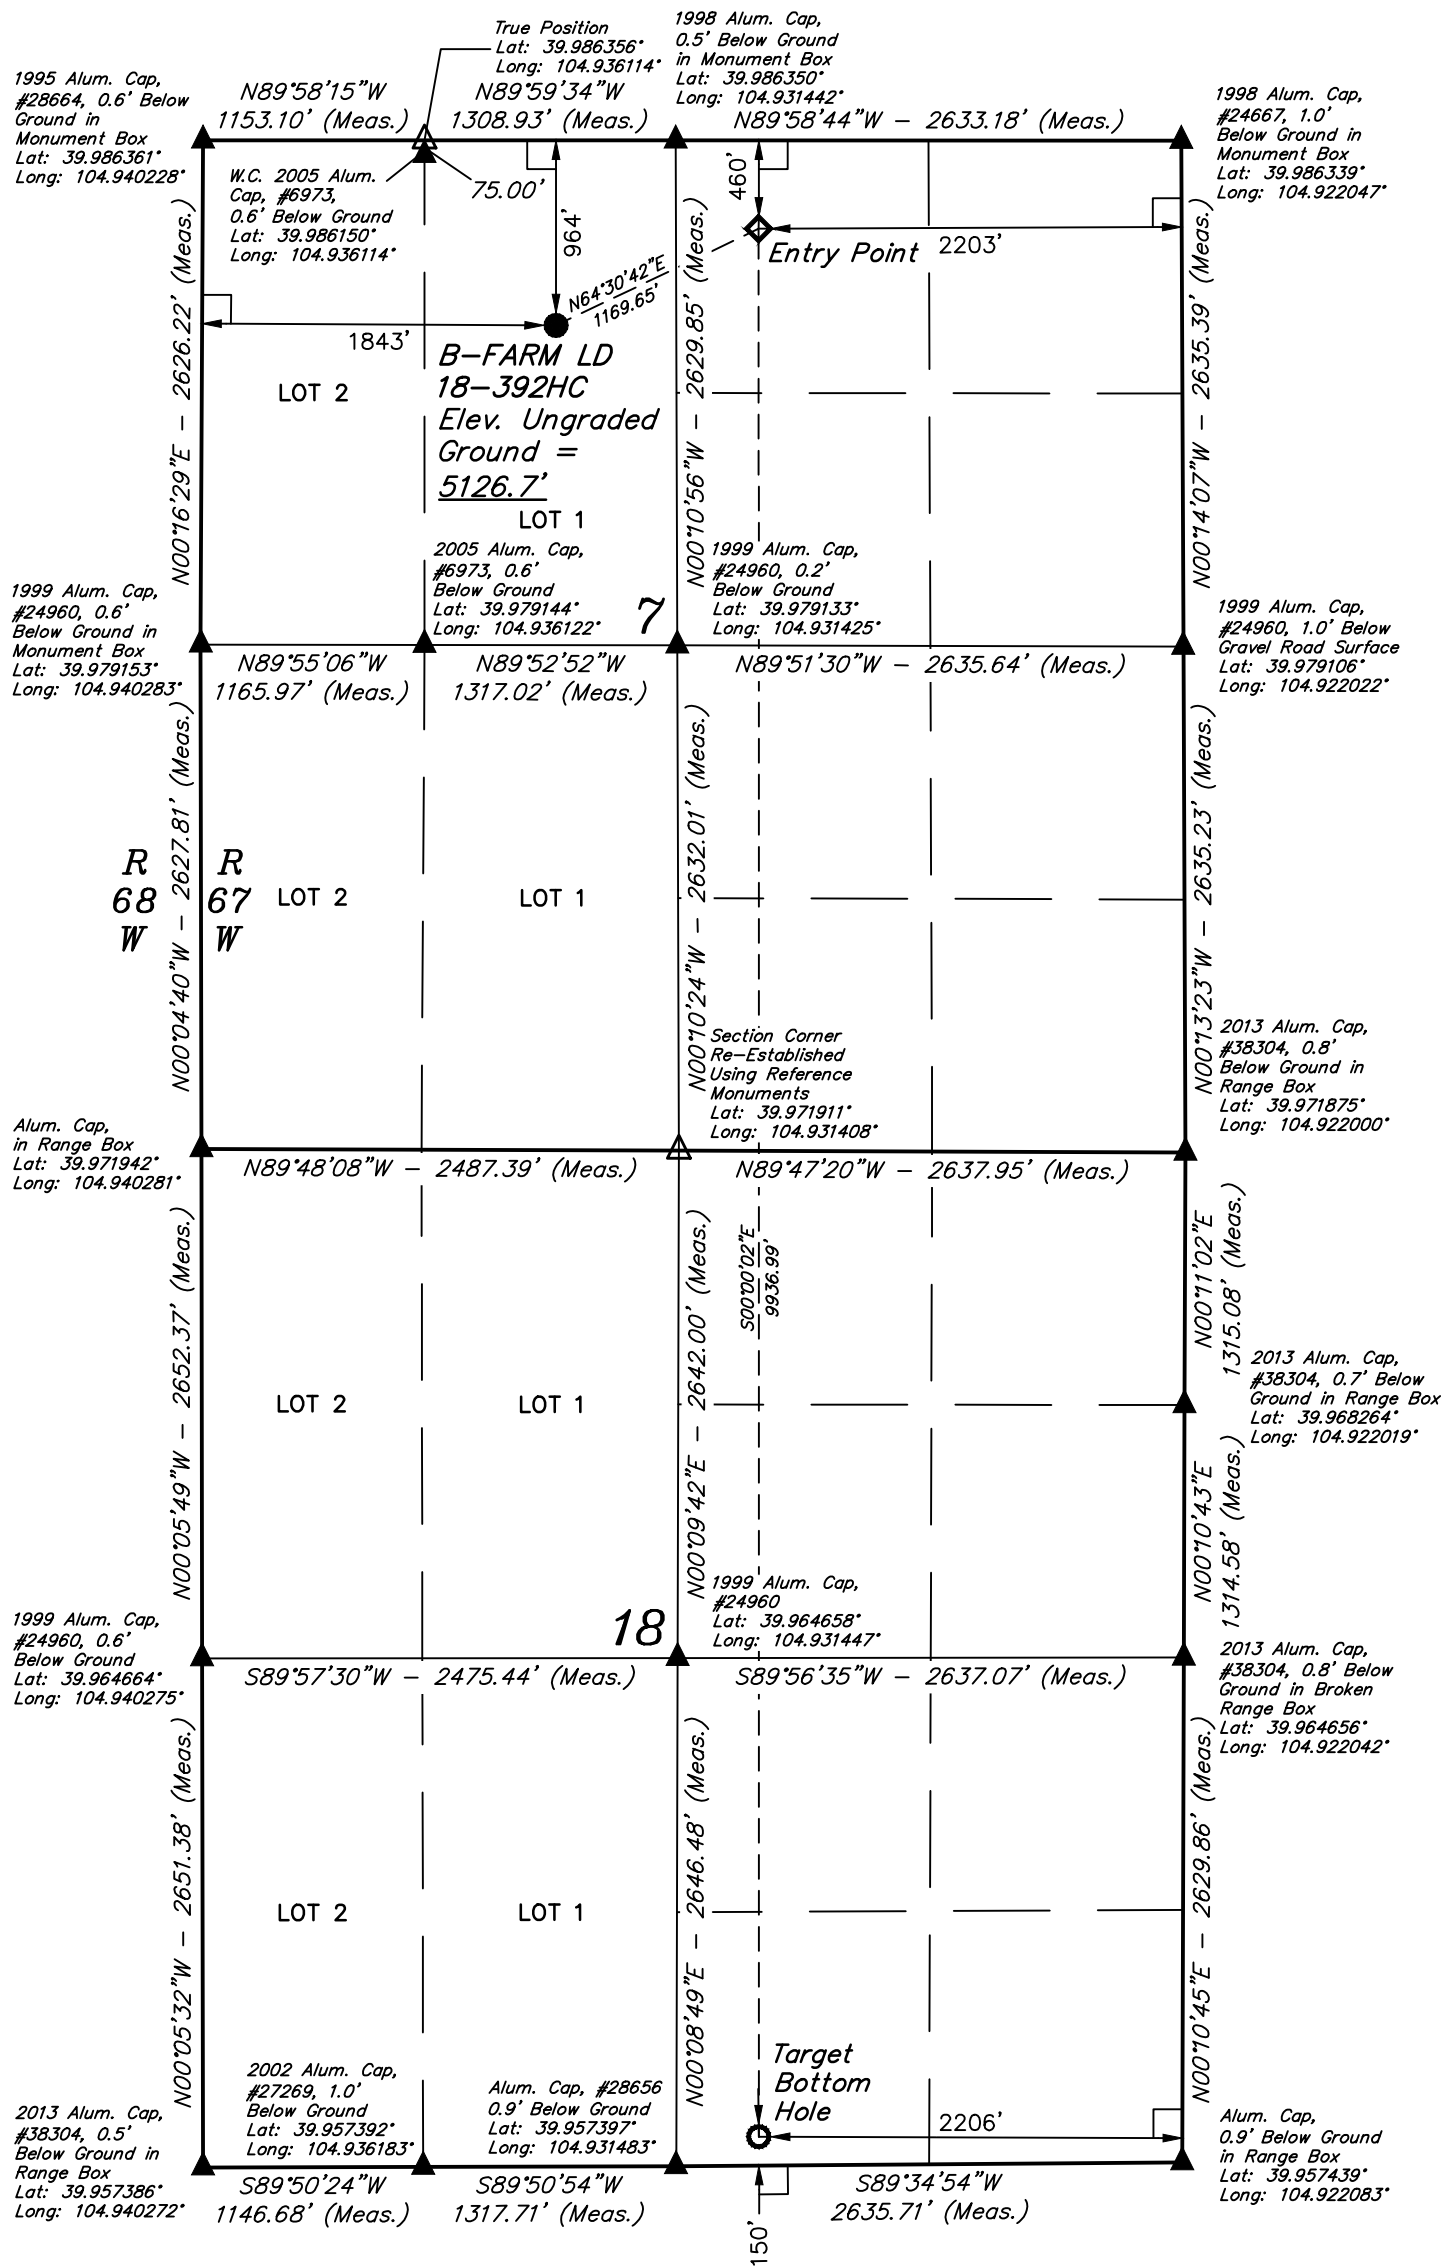 True Position
Lat: 39.986356°
Long: 104.936114°
1998 Alum. Cap,
0.5' Below Ground
in Monument Box
Lat: 39.986350°
Long: 104.931442°
1995 Alum. Cap,
#28664, 0.6' Below
Ground in
Monument Box
Lat: 39.986361°
Long: 104.940228°
N89°58'15"W
1153.10' (Meas.)
N89°59'34"W
1308.93' (Meas.)
N89°58'44"W - 2633.18' (Meas.)
1998 Alum. Cap,
#24667, 1.0'
Below Ground in
Monument Box
Lat: 39.986339°
Long: 104.922047°
W.C. 2005 Alum.
Cap, #6973,
0.6' Below Ground
Lat: 39.986150°
Long: 104.936114°
75.00'
964'
460'
Entry Point
2203'
N64°30'42"E
1169.65'
1843'
B-FARM LD
18-392HC
Elev. Ungraded
Ground =
5126.7'
LOT 2
LOT 1
N00°16'29"E - 2626.22' (Meas.)
N00°10'56"W - 2629.85' (Meas.)
N00°14'07"W - 2635.39' (Meas.)
2005 Alum. Cap,
#6973, 0.6'
Below Ground
Lat: 39.979144°
Long: 104.936122°
7
1999 Alum. Cap,
#24960, 0.2'
Below Ground
Lat: 39.979133°
Long: 104.931425°
1999 Alum. Cap,
#24960, 0.6'
Below Ground in
Monument Box
Lat: 39.979153°
Long: 104.940283°
1999 Alum. Cap,
#24960, 1.0' Below
Gravel Road Surface
Lat: 39.979106°
Long: 104.922022°
N89°55'06"W
1165.97' (Meas.)
N89°52'52"W
1317.02' (Meas.)
N89°51'30"W - 2635.64' (Meas.)
N00°04'40"W - 2627.81' (Meas.)
N00°10'24"W - 2632.01' (Meas.)
N00°13'23"W - 2635.23' (Meas.)
R
68
W
R
67
W
LOT 2
LOT 1
Section Corner
Re-Established
Using Reference
Monuments
Lat: 39.971911°
Long: 104.931408°
2013 Alum. Cap,
#38304, 0.8'
Below Ground in
Range Box
Lat: 39.971875°
Long: 104.922000°
Alum. Cap,
in Range Box
Lat: 39.971942°
Long: 104.940281°
N89°48'08"W - 2487.39' (Meas.)
N89°47'20"W - 2637.95' (Meas.)
N00°05'49"W - 2652.37' (Meas.)
N00°09'42"E - 2642.00' (Meas.)
S00°00'02"E
9936.99'
N00°11'02"E
1315.08' (Meas.)
2013 Alum. Cap,
#38304, 0.7' Below
Ground in Range Box
Lat: 39.968264°
Long: 104.922019°
LOT 2
LOT 1
N00°10'43"E
1314.58' (Meas.)
1999 Alum. Cap,
#24960
Lat: 39.964658°
Long: 104.931447°
18
1999 Alum. Cap,
#24960, 0.6'
Below Ground
Lat: 39.964664°
Long: 104.940275°
2013 Alum. Cap,
#38304, 0.8' Below
Ground in Broken
Range Box
Lat: 39.964656°
Long: 104.922042°
S89°57'30"W - 2475.44' (Meas.)
S89°56'35"W - 2637.07' (Meas.)
N00°05'32"W - 2651.38' (Meas.)
N00°08'49"E - 2646.48' (Meas.)
N00°10'45"E - 2629.86' (Meas.)
LOT 2
LOT 1
Target
Bottom
Hole
2206'
2002 Alum. Cap,
#27269, 1.0'
Below Ground
Lat: 39.957392°
Long: 104.936183°
Alum. Cap, #28656
0.9' Below Ground
Lat: 39.957397°
Long: 104.931483°
2013 Alum. Cap,
#38304, 0.5'
Below Ground in
Range Box
Lat: 39.957386°
Long: 104.940272°
Alum. Cap,
0.9' Below Ground
in Range Box
Lat: 39.957439°
Long: 104.922083°
S89°50'24"W
1146.68' (Meas.)
S89°50'54"W
1317.71' (Meas.)
S89°34'54"W
2635.71' (Meas.)
150'